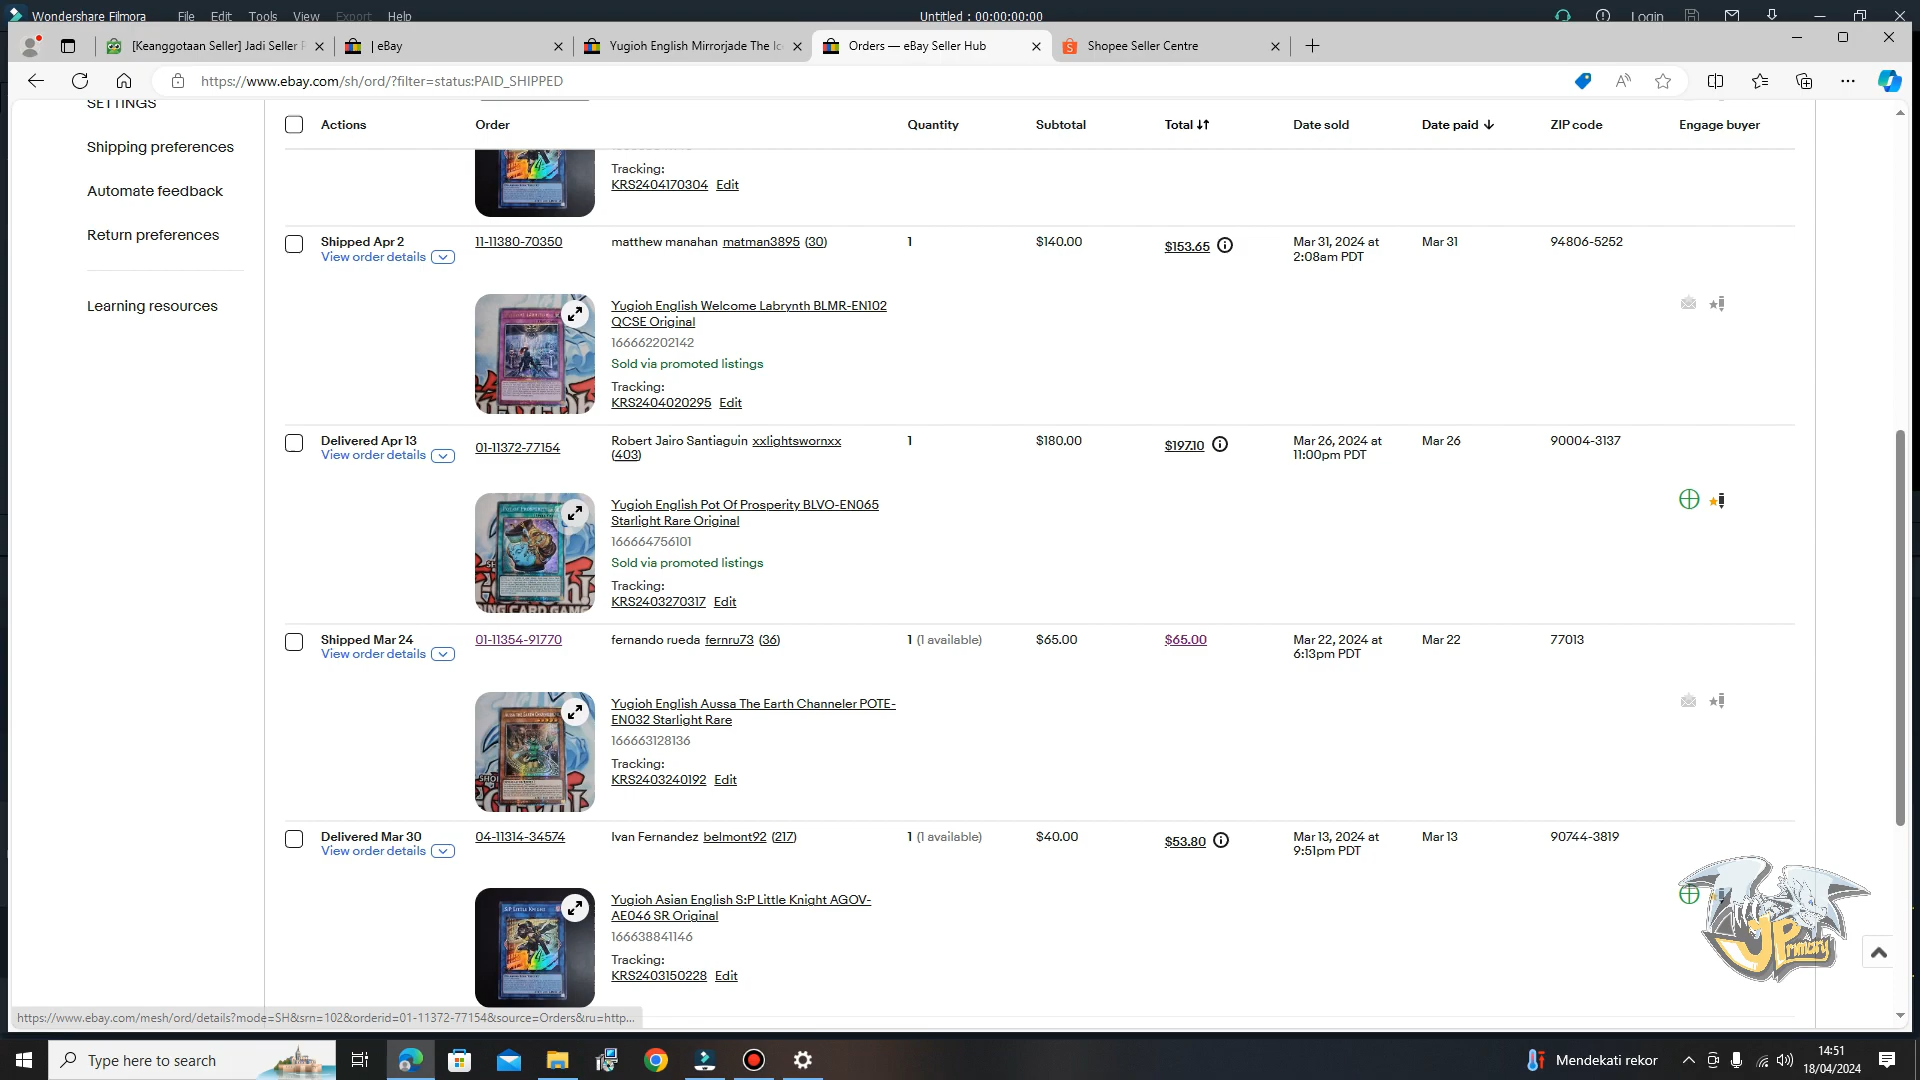 Wondershare Filmora File Edit Tools View Export Help Untitled : 00:00:00:00 Login
[Keanggotaan Seller] Jadi Seller | eBay Yugioh English Mirrorjade The Ic Orders — eBay Seller Hub Shopee Seller Centre
https://www.ebay.com/sh/ord/?filter=status:PAID_SHIPPED
SETTINGS
Shipping preferences
Automate feedback
Return preferences
Learning resources
Actions Order Quantity Subtotal Total Date sold Date paid ZIP code Engage buyer
Tracking:
KRS2404170304 Edit
Shipped Apr 2 11-11380-70350 matthew manahan matman3895 (30) 1 $140.00 $153.65 Mar 31, 2024 at Mar 31 94806-5252
View order details 2:08am PDT
Yugioh English Welcome Labrynth BLMR-EN102
QCSE Original
166662202142
Sold via promoted listings
Tracking:
KRS2404020295 Edit
Delivered Apr 13 01-11372-77154 Robert Jairo Santiaguin xxlightswornxx 1 $180.00 $197.10 Mar 26, 2024 at Mar 26 90004-3137
View order details (403) 11:00pm PDT
Yugioh English Pot Of Prosperity BLVO-EN065
Starlight Rare Original
166664756101
Sold via promoted listings
Tracking:
KRS2403270317 Edit
Shipped Mar 24 01-11354-91770 fernando rueda fernru73 (36) 1 (1 available) $65.00 $65.00 Mar 22, 2024 at Mar 22 77013
View order details 6:13pm PDT
Yugioh English Aussa The Earth Channeler POTE-
EN032 Starlight Rare
166663128136
Tracking:
KRS2403240192 Edit
Delivered Mar 30 04-11314-34574 Ivan Fernandez belmont92 (217) 1 (1 available) $40.00 $53.80 Mar 13, 2024 at Mar 13 90744-3819
View order details 9:51pm PDT
Yugioh Asian English S:P Little Knight AGOV-
AE046 SR Original
166638841146
Tracking:
KRS2403150228 Edit
JPrimary
https://www.ebay.com/mesh/ord/details?mode=SH&srn=102&orderid=01-11372-77154&source=Orders&ru=http...
Type here to search Mendekati rekor 14:51
18/04/2024